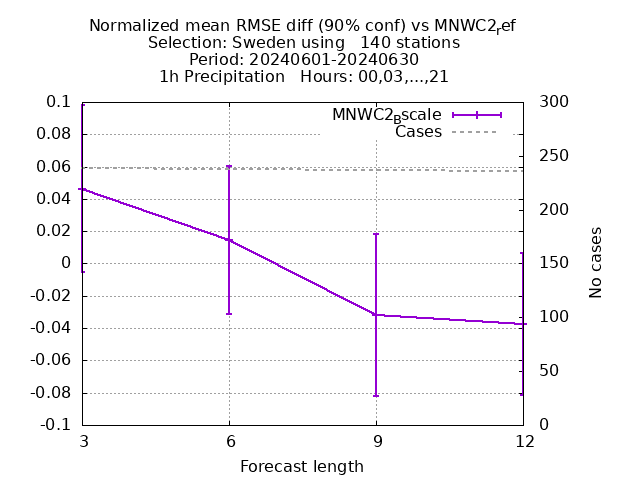 Normalized mean RMSE diff (90% conf) vs MNWC2ref
Selection: Sweden using   140 stations
Period: 20240601-20240630
1h Precipitation   Hours: 00,03,...,21
MNWC2Bscale
Cases
0.1
0.08
0.06
0.04
0.02
0
-0.02
-0.04
-0.06
-0.08
-0.1
300
250
200
150
100
50
0
No cases
3
6
9
12
Forecast length